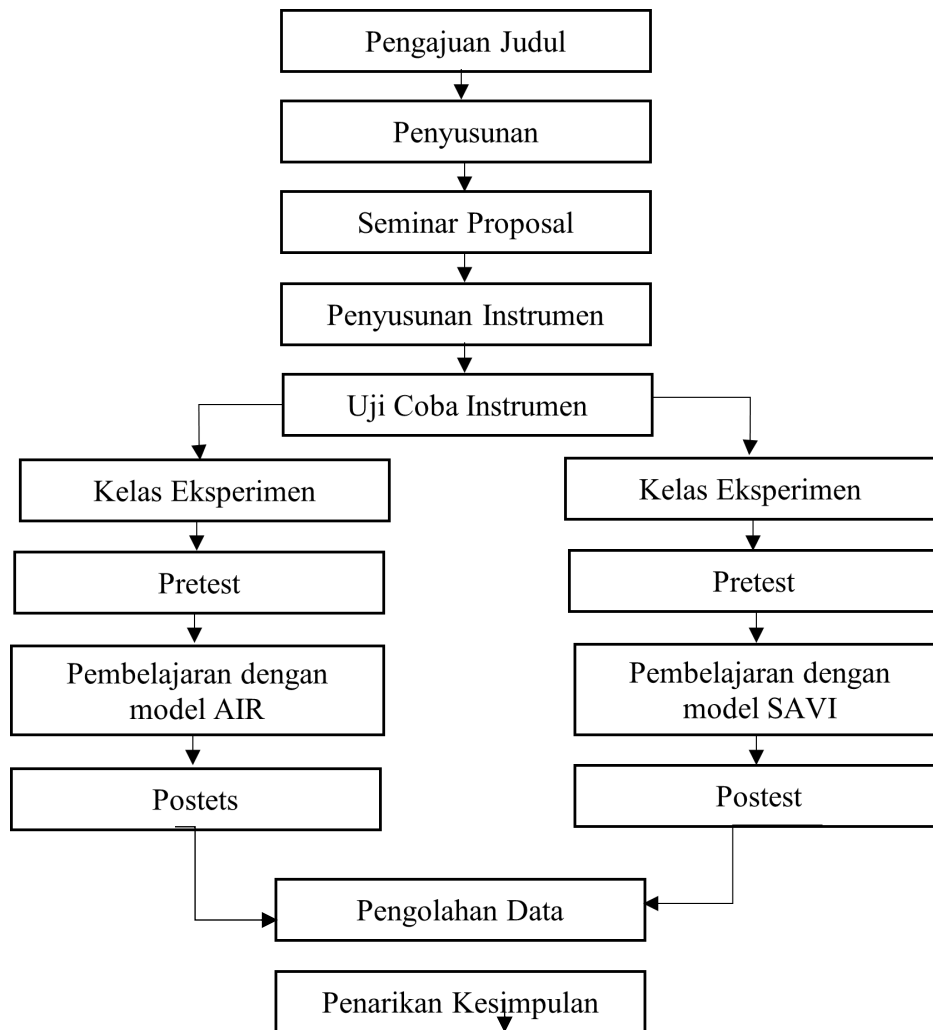 Pengajuan Judul
Penyusunan
Seminar Proposal
Penyusunan Instrumen
Uji Coba Instrumen
Kelas Eksperimen
Kelas Eksperimen
Pretest
Pretest
Pembelajaran dengan
model AIR
Pembelajaran dengan
model SAVI
Postets
Postest
Pengolahan Data
Penarikan Kesimpulan